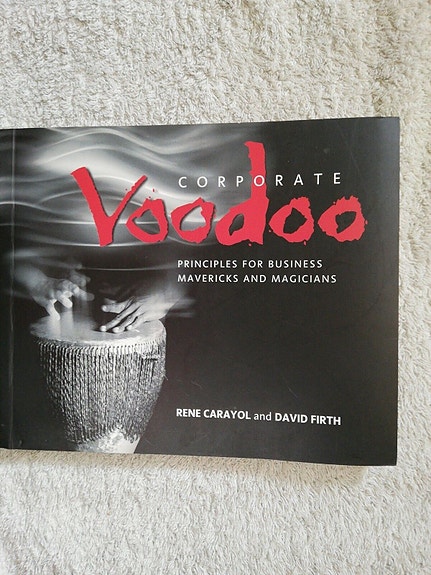 CORPORATE
Voodoo
PRINCIPLES FOR BUSINESS
MAVERICKS AND MAGICIANS
RENE CARAYOL and DAVID FIRTH